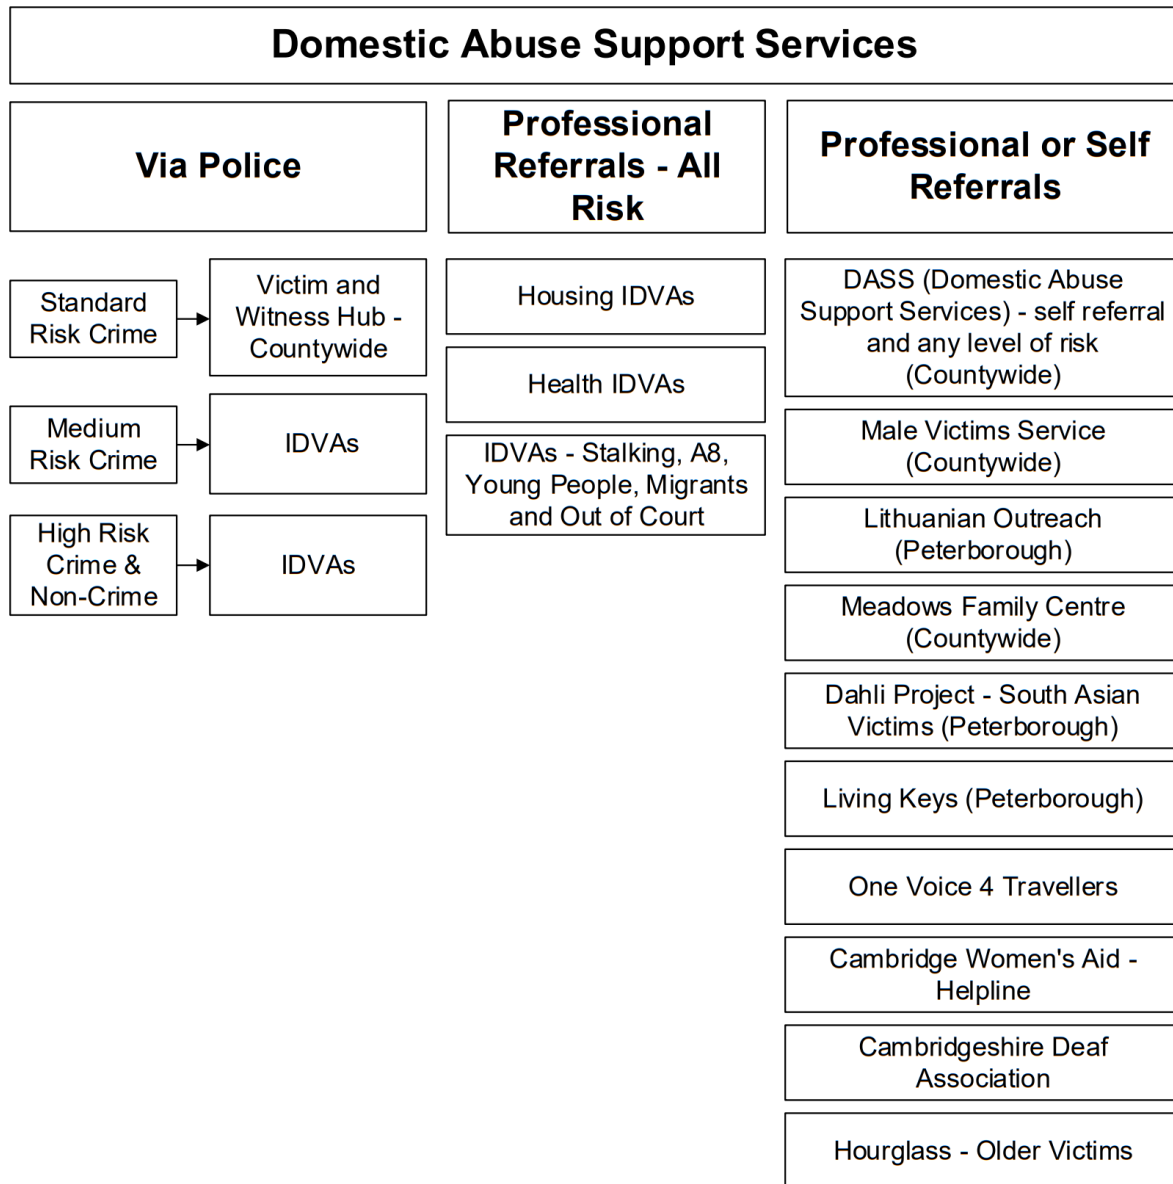 Domestic Abuse Support Services
Via Police
Standard
Risk Crime
Victim and
Witness Hub -
Countywide
Medium
Risk Crime
IDVAs
High Risk
Crime &
Non-Crime
IDVAs
Professional
Referrals - All
Risk
Housing IDVAs
Health IDVAs
IDVAs - Stalking, A8,
Young People, Migrants
and Out of Court
Professional or Self
Referrals
DASS (Domestic Abuse
Support Services) - self referral
and any level of risk
(Countywide)
Male Victims Service
(Countywide)
Lithuanian Outreach
(Peterborough)
Meadows Family Centre
(Countywide)
Dahli Project - South Asian
Victims (Peterborough)
Living Keys (Peterborough)
One Voice 4 Travellers
Cambridge Women's Aid -
Helpline
Cambridgeshire Deaf
Association
Hourglass - Older Victims